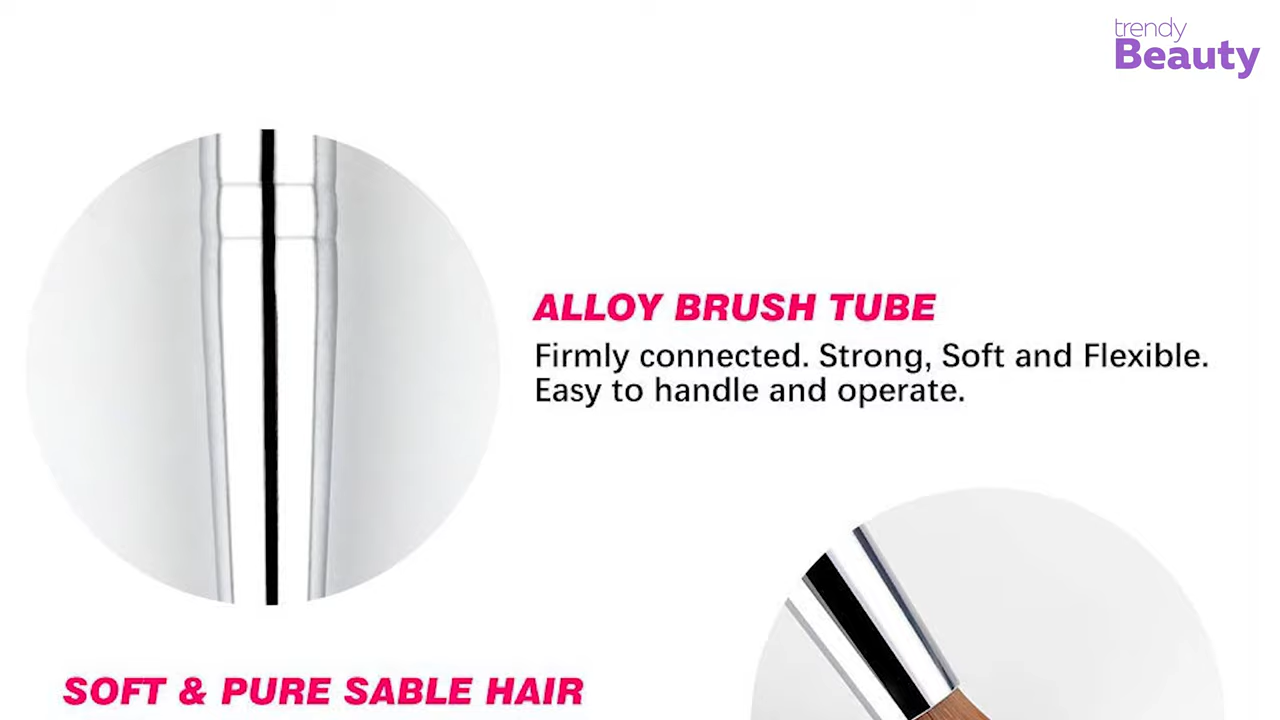 trendy
Beauty
ALLOY BRUSH TUBE
Firmly connected. Strong, Soft and Flexible.
Easy to handle and operate.
SOFT & PURE SABLE HAIR